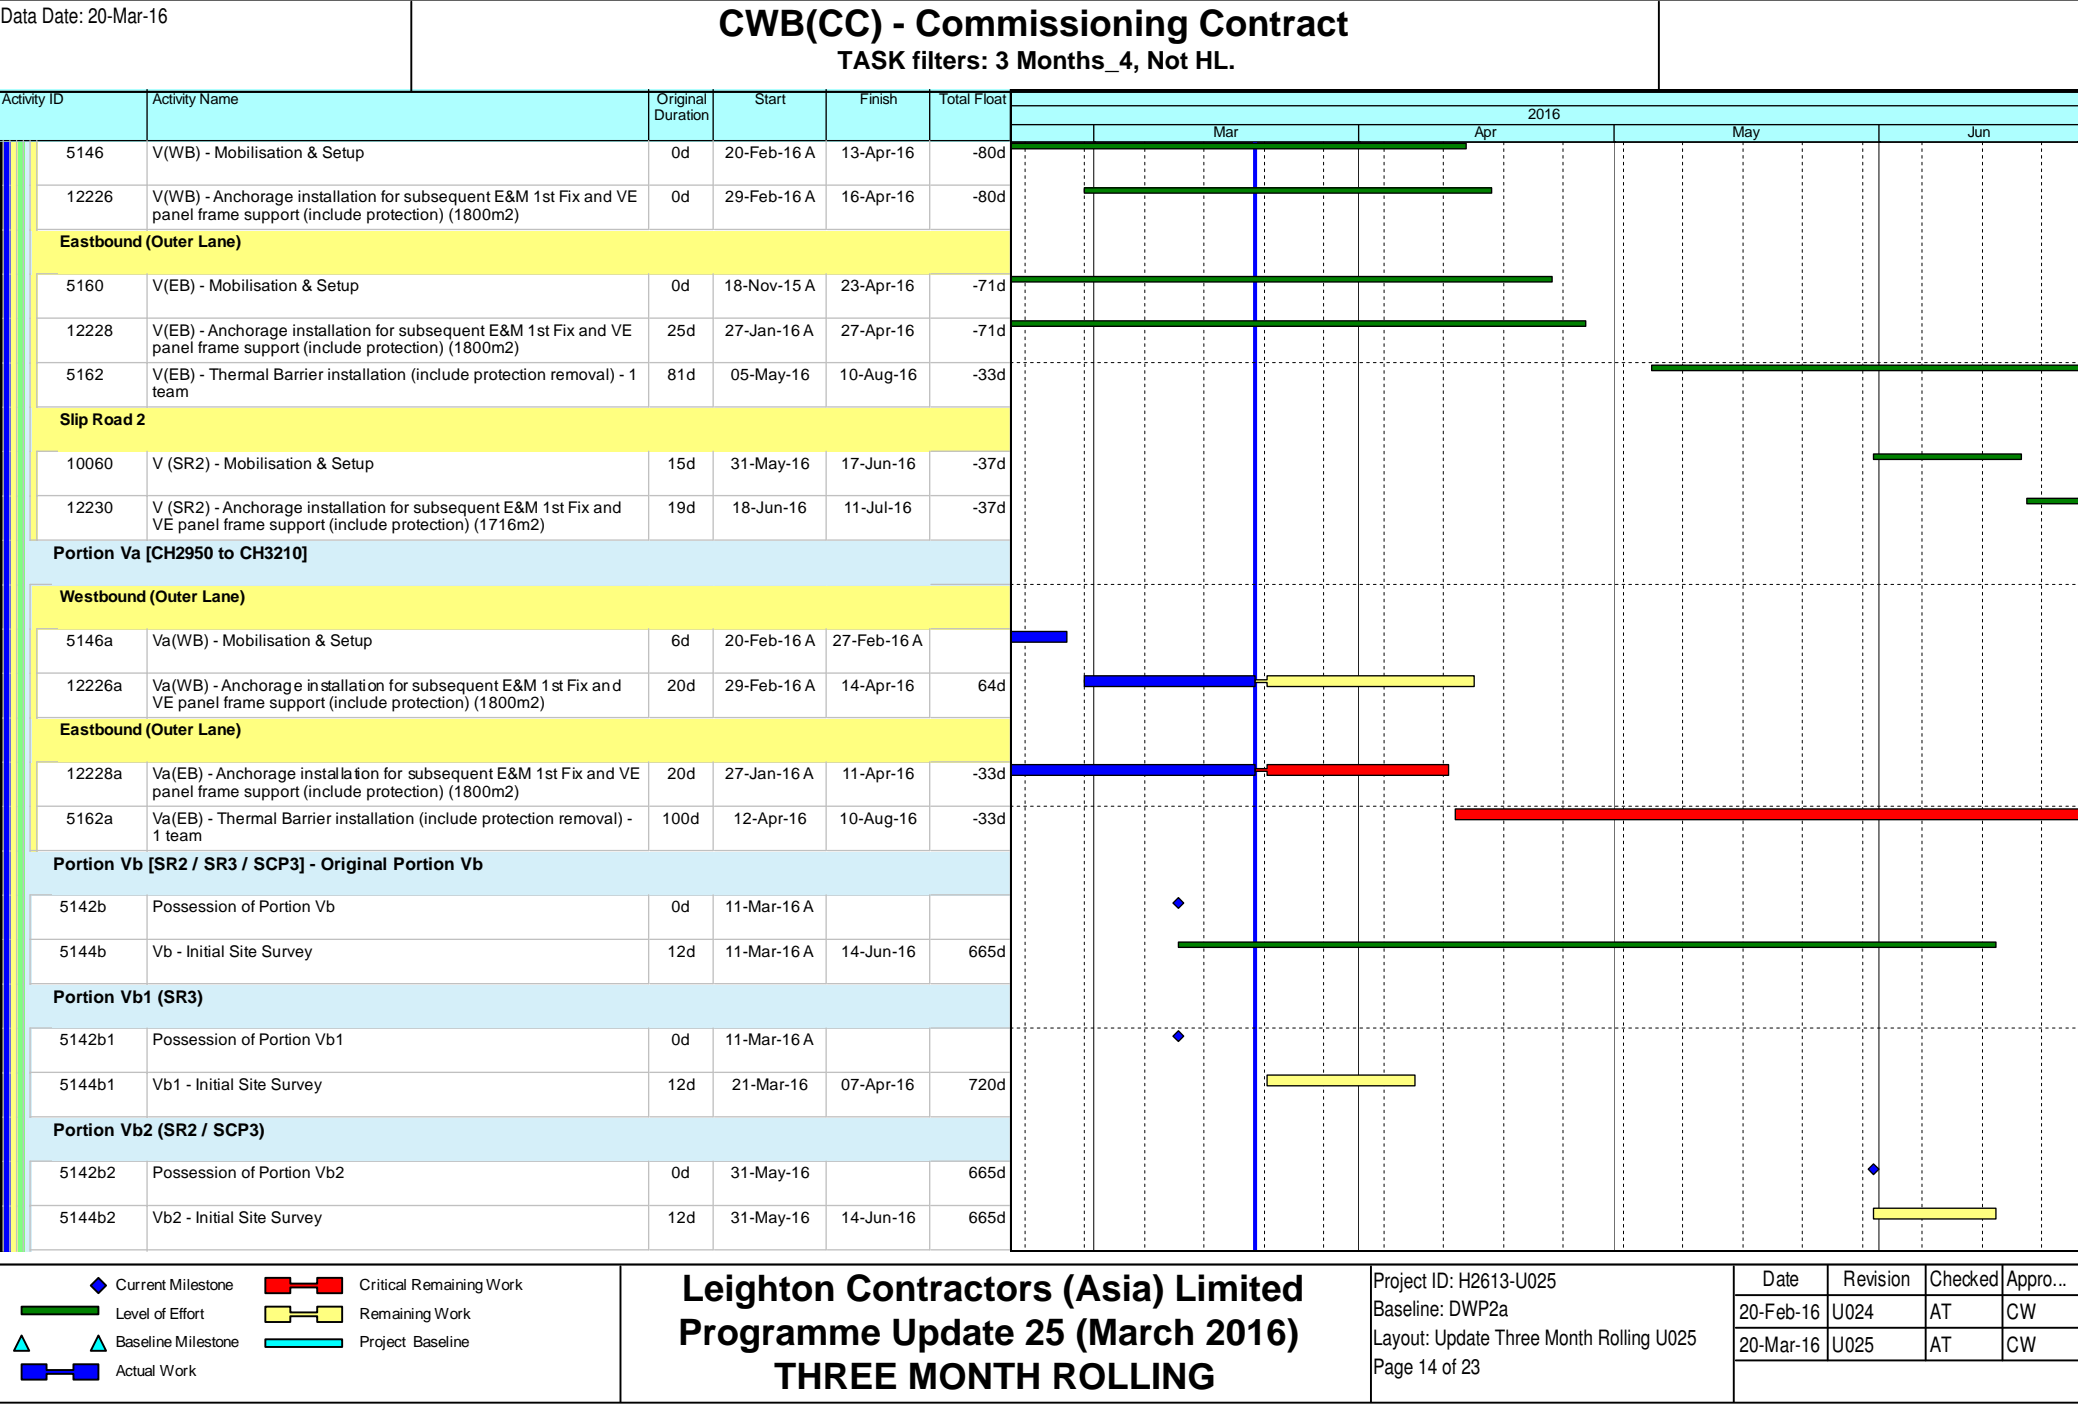 Data Date: 20-Mar-16
CWB(CC) - Commissioning Contract
TASK filters: 3 Months_4, Not HL.
Activity ID Activity Name Original Duration Start Finish Total Float
2016
Mar Apr May Jun
5146 V(WB) - Mobilisation & Setup 0d 20-Feb-16 A 13-Apr-16 -80d
12226 V(WB) - Anchorage installation for subsequent E&M 1st Fix and VE 0d 29-Feb-16 A 16-Apr-16 -80d
panel frame support (include protection) (1800m2)
Eastbound (Outer Lane)
5160 V(EB) - Mobilisation & Setup 0d 18-Nov-15 A 23-Apr-16 -71d
12228 V(EB) - Anchorage installation for subsequent E&M 1st Fix and VE 25d 27-Jan-16 A 27-Apr-16 -71d
panel frame support (include protection) (1800m2)
5162 V(EB) - Thermal Barrier installation (include protection removal) - 1 81d 05-May-16 10-Aug-16 -33d
team
Slip Road 2
10060 V (SR2) - Mobilisation & Setup 15d 31-May-16 17-Jun-16 -37d
12230 V (SR2) - Anchorage installation for subsequent E&M 1st Fix and 19d 18-Jun-16 11-Jul-16 -37d
VE panel frame support (include protection) (1716m2)
Portion Va [CH2950 to CH3210]
Westbound (Outer Lane)
5146a Va(WB) - Mobilisation & Setup 6d 20-Feb-16 A 27-Feb-16 A
12226a Va(WB) - Anchorage installation for subsequent E&M 1st Fix and 20d 29-Feb-16 A 14-Apr-16 64d
VE panel frame support (include protection) (1800m2)
Eastbound (Outer Lane)
12228a Va(EB) - Anchorage installation for subsequent E&M 1st Fix and VE 20d 27-Jan-16 A 11-Apr-16 -33d
panel frame support (include protection) (1800m2)
5162a Va(EB) - Thermal Barrier installation (include protection removal) - 100d 12-Apr-16 10-Aug-16 -33d
1 team
Portion Vb [SR2 / SR3 / SCP3] - Original Portion Vb
5142b Possession of Portion Vb 0d 11-Mar-16 A
5144b Vb - Initial Site Survey 12d 11-Mar-16 A 14-Jun-16 665d
Portion Vb1 (SR3)
5142b1 Possession of Portion Vb1 0d 11-Mar-16 A
5144b1 Vb1 - Initial Site Survey 12d 21-Mar-16 07-Apr-16 720d
Portion Vb2 (SR2 / SCP3)
5142b2 Possession of Portion Vb2 0d 31-May-16 665d
5144b2 Vb2 - Initial Site Survey 12d 31-May-16 14-Jun-16 665d
Current Milestone Critical Remaining Work
Level of Effort Remaining Work
Baseline Milestone Project Baseline
Actual Work
Leighton Contractors (Asia) Limited
Programme Update 25 (March 2016)
THREE MONTH ROLLING
Project ID: H2613-U025
Baseline: DWP2a
Layout: Update Three Month Rolling U025
Page 14 of 23
Date Revision Checked Appro...
20-Feb-16 U024 AT CW
20-Mar-16 U025 AT CW